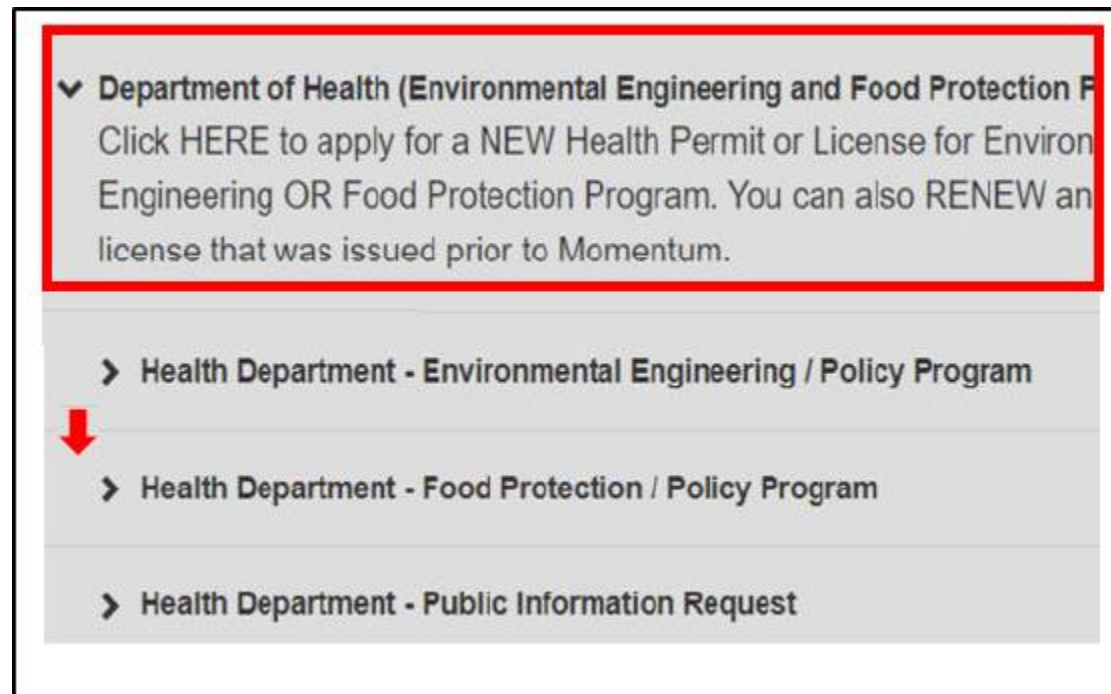 Department of Health (Environmental Engineering and Food Protection P
Click HERE to apply for a NEW Health Permit or License for Environ
Engineering OR Food Protection Program. You can also RENEW an
license that was issued prior to Momentum.
Health Department - Environmental Engineering / Policy Program
Health Department - Food Protection / Policy Program
Health Department - Public Information Request